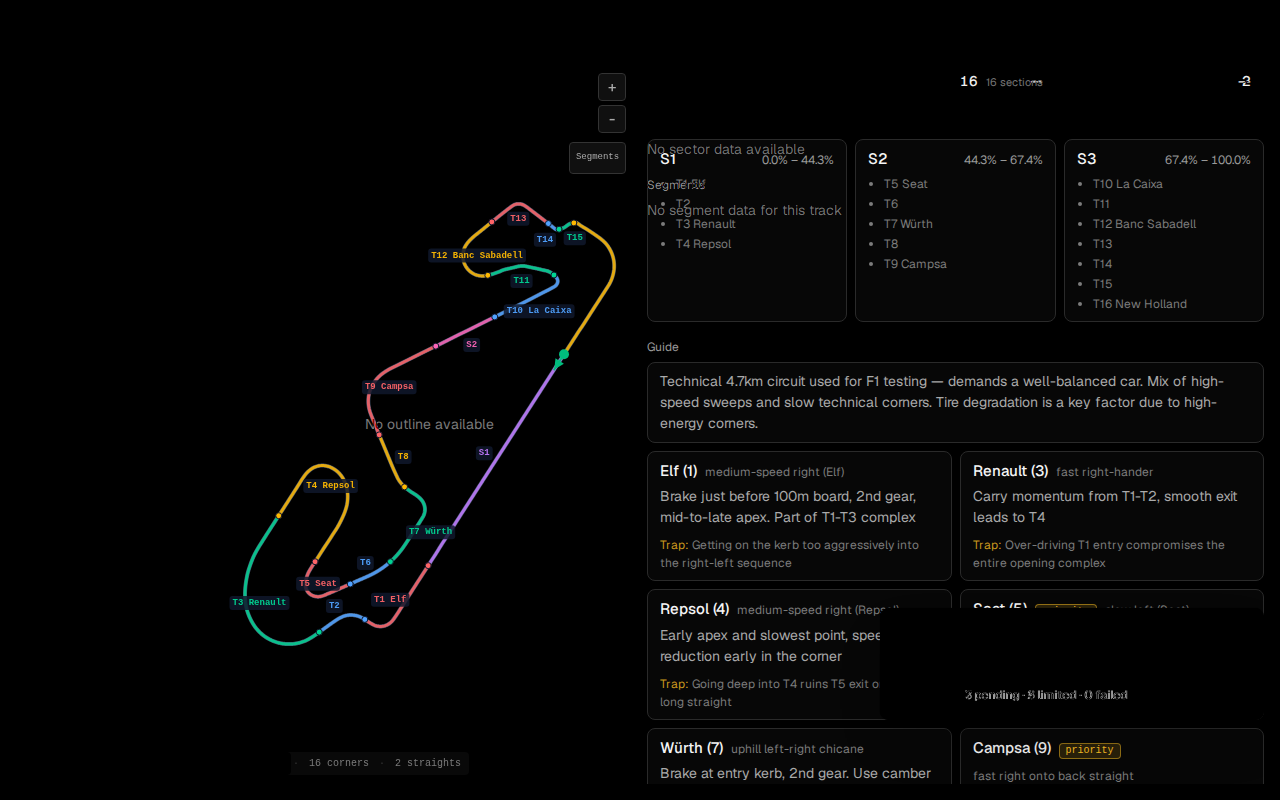 +
-
Segments
T13
T14
T15
T12 Banc Sabadell
T11
T10 La Caixa
S2
T9 Campsa
No outline available
T8
S1
T4 Repsol
T7 Würth
T6
T5 Seat
T3 Renault
T2
T1 Elf
16 corners · 2 straights
16 16 sections
2
No sector data available
S1 0.0% – 44.3%
Segments
T2
No segment data for this track
T3 Renault
T4 Repsol
S2 44.3% – 67.4%
T5 Seat
T6
T7 Würth
T8
T9 Campsa
S3 67.4% – 100.0%
T10 La Caixa
T11
T12 Banc Sabadell
T13
T14
T15
T16 New Holland
Guide
Technical 4.7km circuit used for F1 testing — demands a well-balanced car. Mix of high-
speed sweeps and slow technical corners. Tire degradation is a key factor due to high-
energy corners.
Elf (1) medium-speed right (Elf)
Brake just before 100m board, 2nd gear,
mid-to-late apex. Part of T1-T3 complex
Trap: Getting on the kerb too aggressively into
the right-left sequence
Renault (3) fast right-hander
Carry momentum from T1-T2, smooth exit
leads to T4
Trap: Over-driving T1 entry compromises the
entire opening complex
Repsol (4) medium-speed right (Repsol)
Early apex and slowest point, spee
reduction early in the corner
Trap: Going deep into T4 ruins T5 exit o
long straight
Seat (5) priority
pending · 5 limited · 0 failed
Würth (7) uphill left-right chicane
Brake at entry kerb, 2nd gear. Use camber
Campsa (9) priority
fast right onto back straight